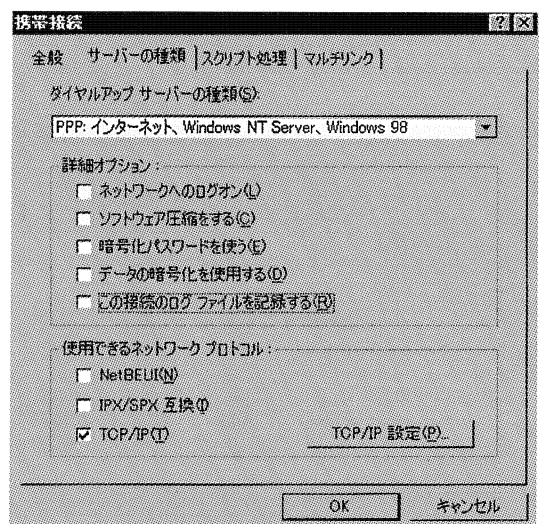 携帯接続
全般 サーバーの種類 スクリプト処理 マルチリンク
ダイヤルアップ サーバーの種類(S):
PPP: インターネット、Windows NT Server、Windows 98
詳細オプション:
ネットワークへのログオン(L)
ソフトウェア圧縮をする(C)
暗号化パスワードを使う(E)
データの暗号化を使用する(D)
この接続のログ ファイルを記録する(R)
使用できるネットワーク プロトコル:
NetBEUI(N)
IPX/SPX 互換(I)
TCP/IP(T)
TCP/IP 設定(P)...
OK キャンセル